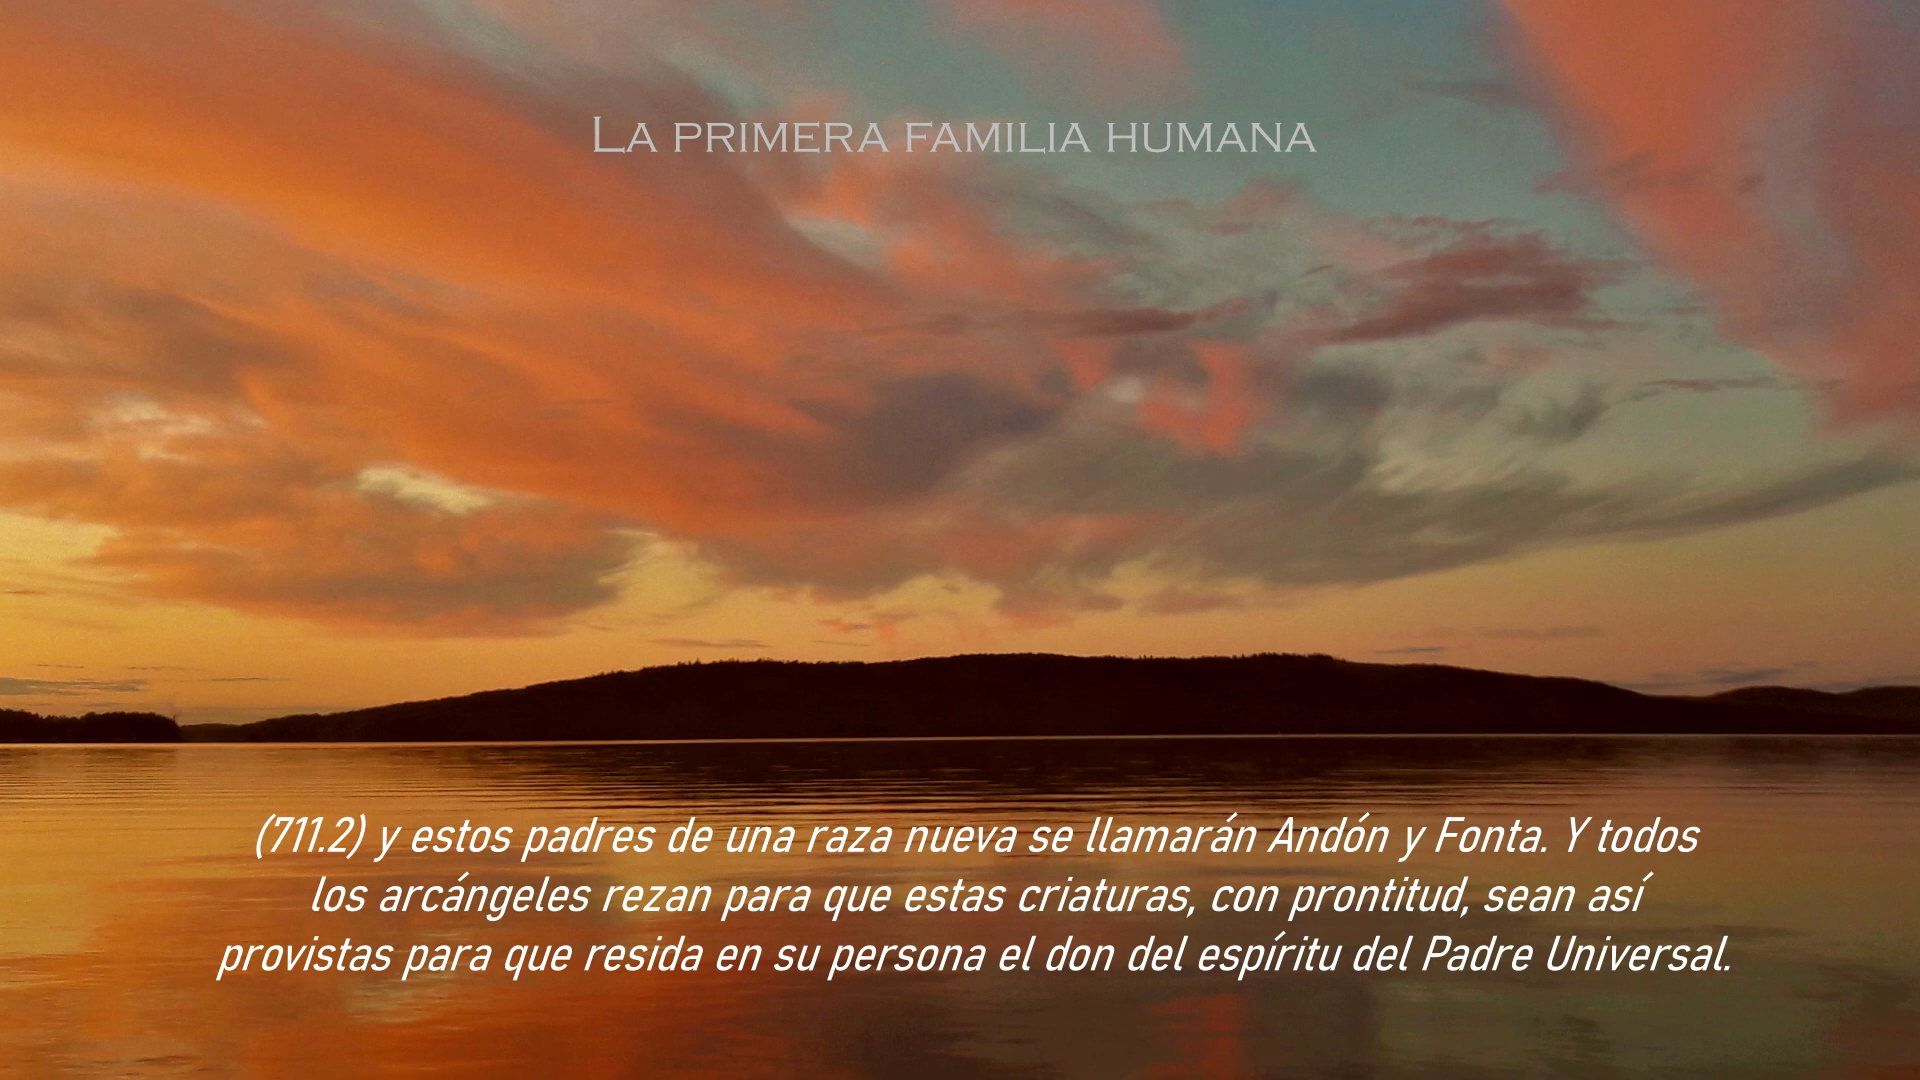 La primera familia humana
(711.2) y estos padres de una raza nueva se llamarán Andón y Fonta. Y todos
los arcángeles rezan para que estas criaturas, con prontitud, sean así
provistas para que resida en su persona el don del espíritu del Padre Universal.